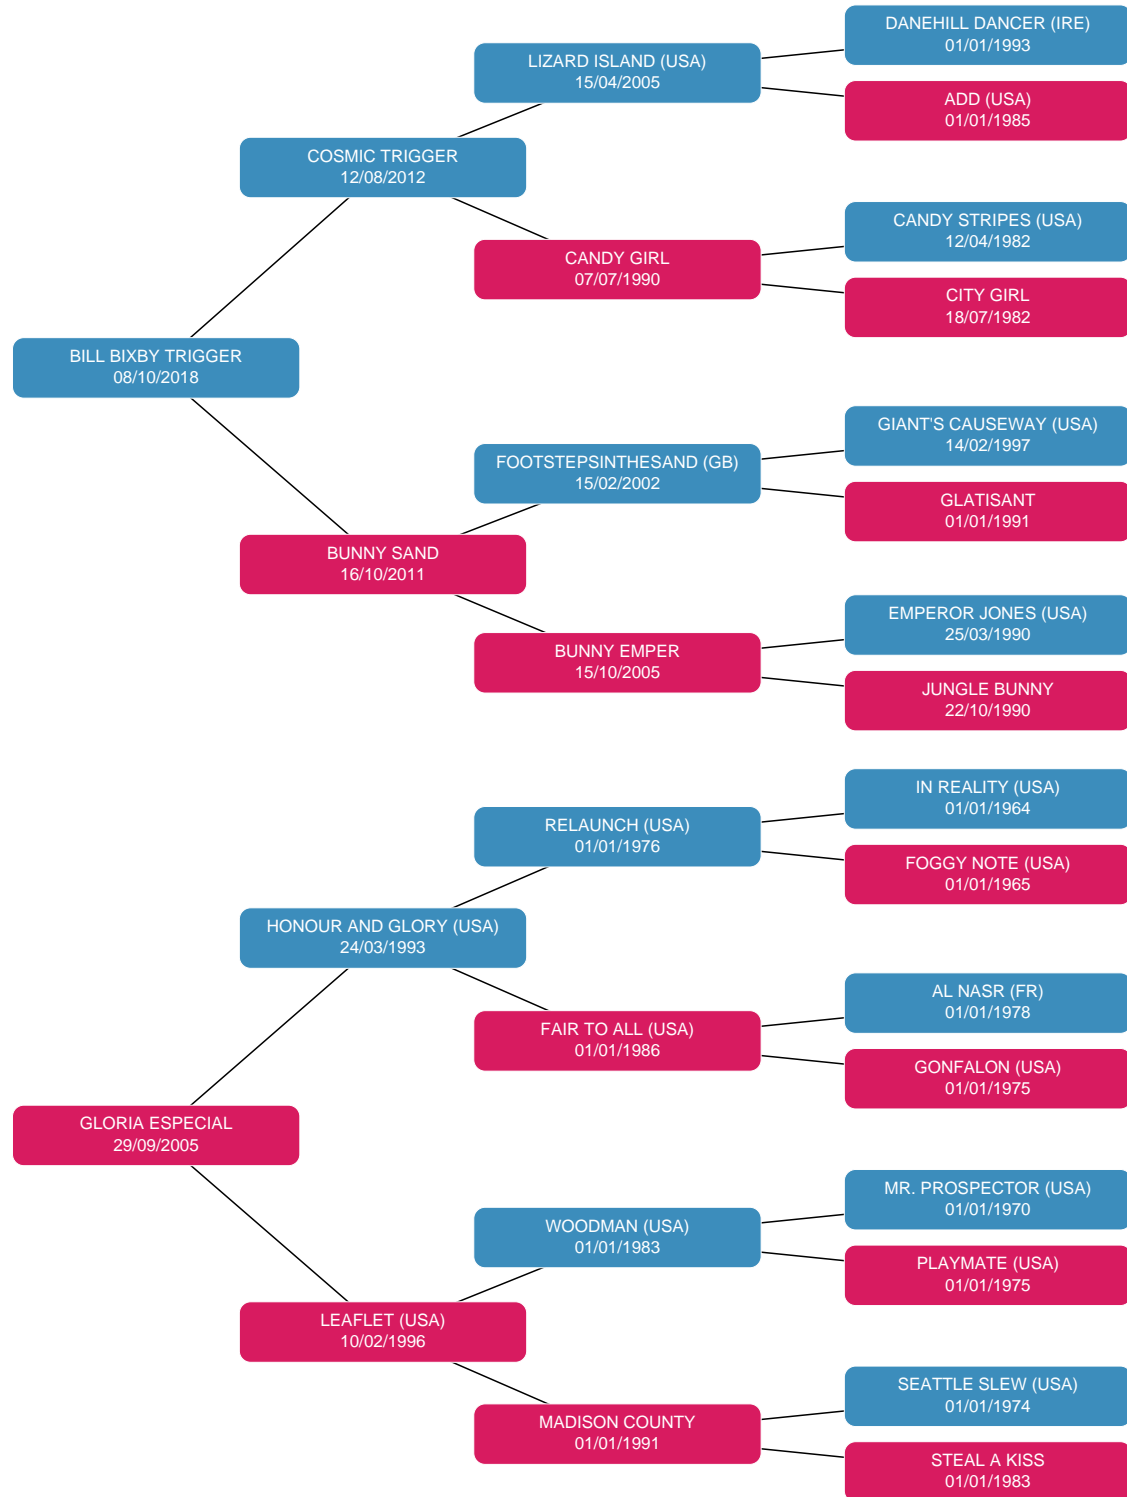 DANEHILL DANCER (IRE)
01/01/1993
LIZARD ISLAND (USA)
15/04/2005
ADD (USA)
01/01/1985
COSMIC TRIGGER
12/08/2012
CANDY STRIPES (USA)
12/04/1982
CANDY GIRL
07/07/1990
CITY GIRL
18/07/1982
BILL BIXBY TRIGGER
08/10/2018
GIANT'S CAUSEWAY (USA)
14/02/1997
FOOTSTEPSINTHESAND (GB)
15/02/2002
GLATISANT
01/01/1991
BUNNY SAND
16/10/2011
EMPEROR JONES (USA)
25/03/1990
BUNNY EMPER
15/10/2005
JUNGLE BUNNY
22/10/1990
IN REALITY (USA)
01/01/1964
RELAUNCH (USA)
01/01/1976
FOGGY NOTE (USA)
01/01/1965
HONOUR AND GLORY (USA)
24/03/1993
AL NASR (FR)
01/01/1978
FAIR TO ALL (USA)
01/01/1986
GONFALON (USA)
01/01/1975
GLORIA ESPECIAL
29/09/2005
MR. PROSPECTOR (USA)
01/01/1970
WOODMAN (USA)
01/01/1983
PLAYMATE (USA)
01/01/1975
LEAFLET (USA)
10/02/1996
SEATTLE SLEW (USA)
01/01/1974
MADISON COUNTY
01/01/1991
STEAL A KISS
01/01/1983